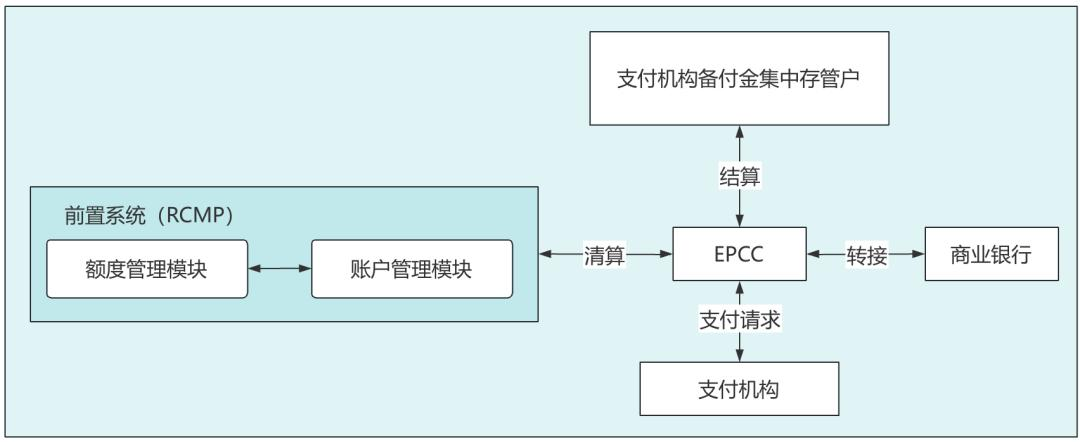 支付机构备付金集中存管户
结算
前置系统（RCMP）
额度管理模块
账户管理模块
清算
EPCC
转接
商业银行
支付请求
支付机构